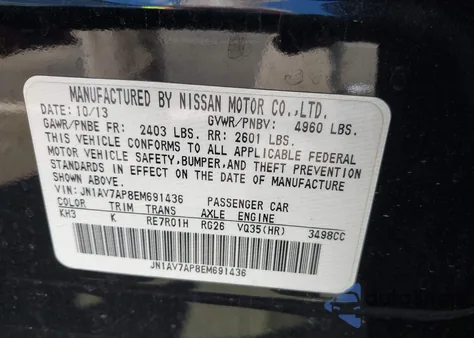 MANUFACTURED BY NISSAN MOTOR CO.,LTD.
DATE: 10/13 GVWR/PNBV: 4960 LBS.
GAWR/PNBE FR: 2403 LBS. RR: 2601 LBS.
THIS VEHICLE CONFORMS TO ALL APPLICABLE FEDERAL
MOTOR VEHICLE SAFETY, BUMPER, AND THEFT PREVENTION
STANDARDS IN EFFECT ON THE DATE OF MANUFACTURE
SHOWN ABOVE.
VIN: JN1AV7AP8EM691436 PASSENGER CAR
COLOR TRIM TRANS AXLE ENGINE
KH3 K RE7R01H RG26 VQ35(HR) 3498CC
JN1AV7AP8EM691436